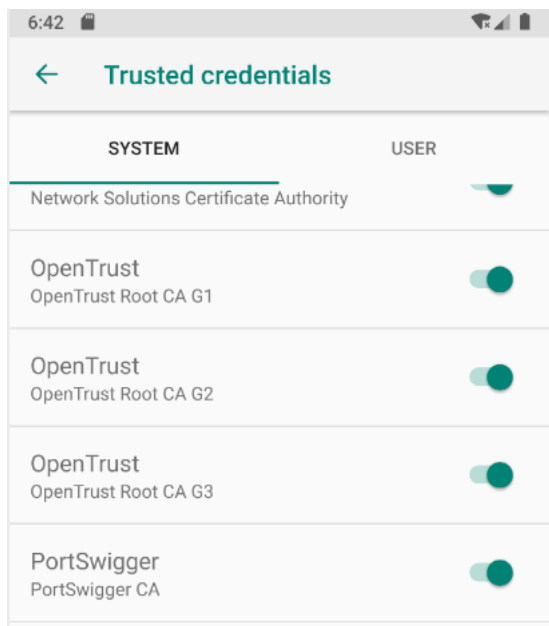 6:42
Trusted credentials
SYSTEM USER
Network Solutions Certificate Authority
OpenTrust
OpenTrust Root CA G1
OpenTrust
OpenTrust Root CA G2
OpenTrust
OpenTrust Root CA G3
PortSwigger
PortSwigger CA